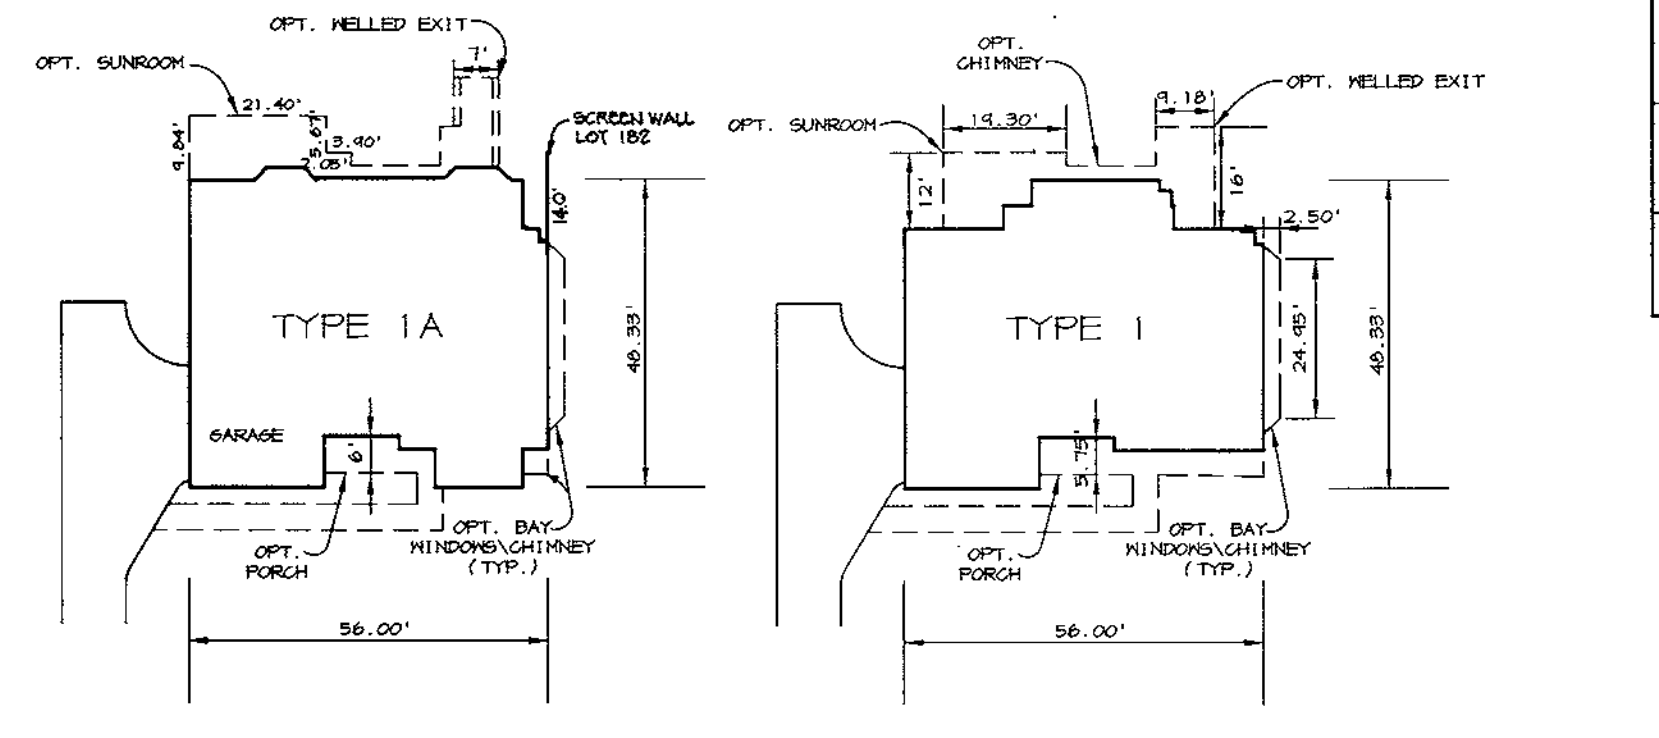 OPT. WELLED EXIT
7'
OPT. SUNROOM
21.40'
9.84'
5.67'
3.90'
2.05'
SCREEN WALL
LOT 182
14.0'
TYPE 1A
48.33'
GARAGE
6'
OPT. BAY
WINDOWS\CHIMNEY
(TYP.)
OPT.
PORCH
56.00'
OPT.
CHIMNEY
OPT. WELLED EXIT
9.18'
OPT. SUNROOM
19.30'
12'
16'
2.50'
TYPE 1
24.95'
48.33'
5.75'
OPT. BAY
WINDOWS\CHIMNEY
(TYP.)
OPT.
PORCH
56.00'